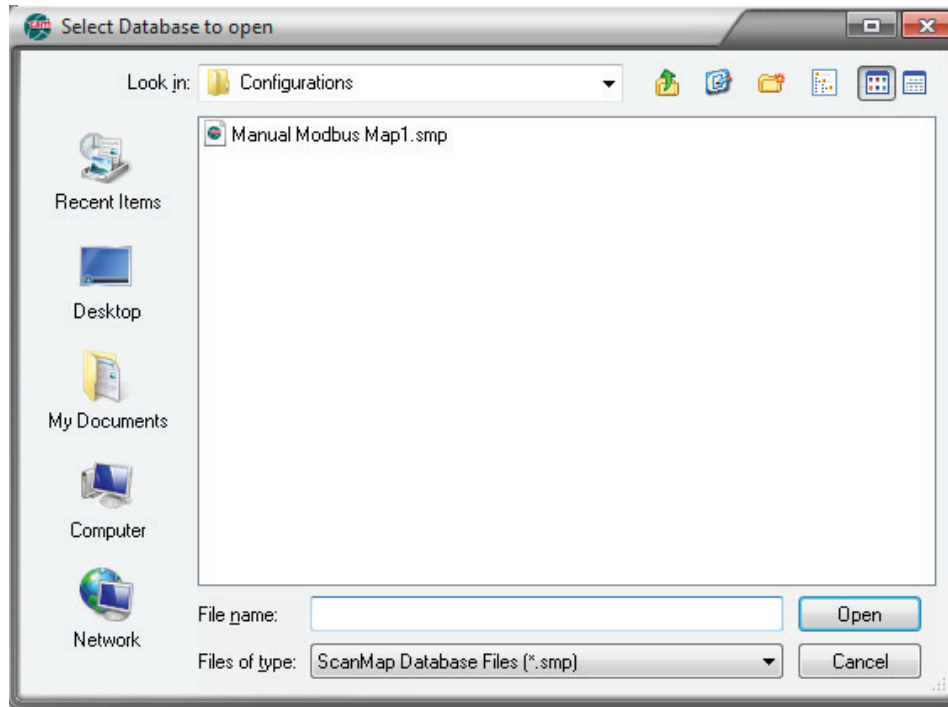 Select Database to open
Look in: Configurations
Manual Modbus Map1.smp
Recent Items
Desktop
My Documents
Computer
Network
File name:
Open
Files of type: ScanMap Database Files (*.smp)
Cancel